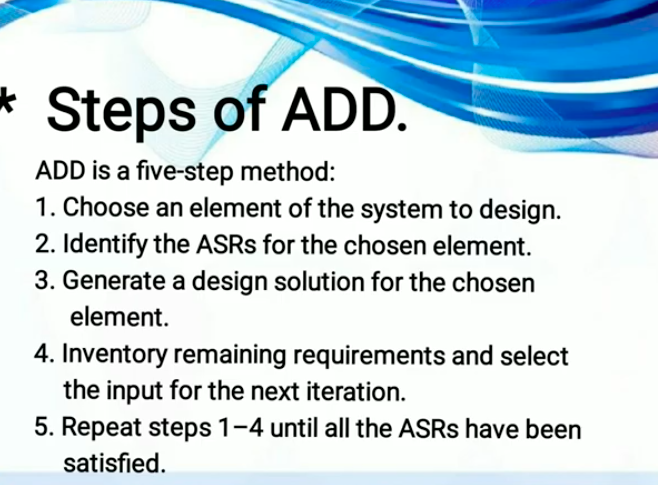 * Steps of ADD.
ADD is a five-step method:
1. Choose an element of the system to design.
2. Identify the ASRs for the chosen element.
3. Generate a design solution for the chosen
element.
4. Inventory remaining requirements and select
the input for the next iteration.
5. Repeat steps 1–4 until all the ASRs have been
satisfied.